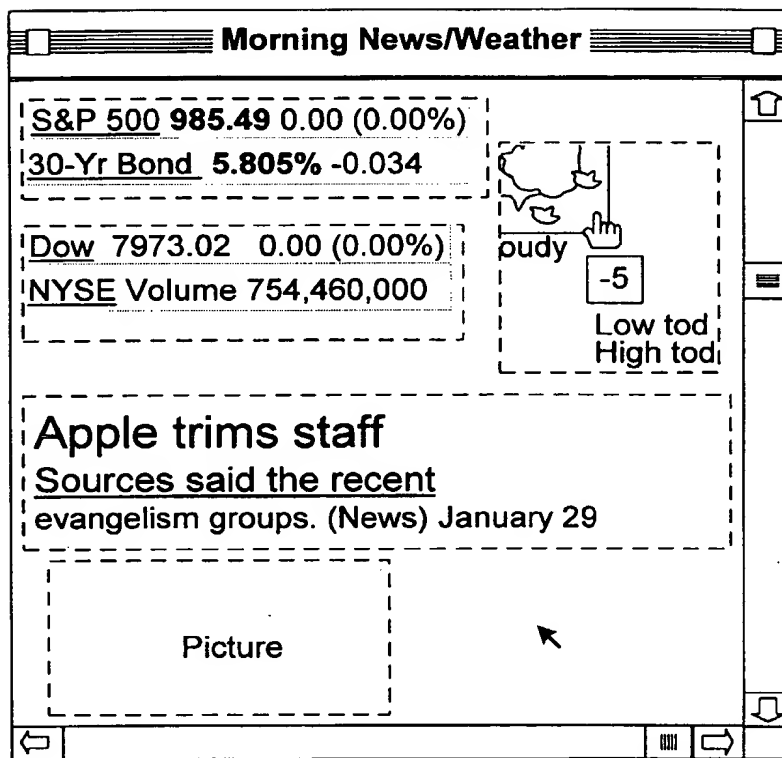 Morning News/Weather
S&P 500 985.49 0.00 (0.00%)
30-Yr Bond 5.805% -0.034
Dow 7973.02 0.00 (0.00%)
NYSE Volume 754,460,000
oudy
-5
Low tod
High tod
Apple trims staff
Sources said the recent
evangelism groups. (News) January 29
Picture